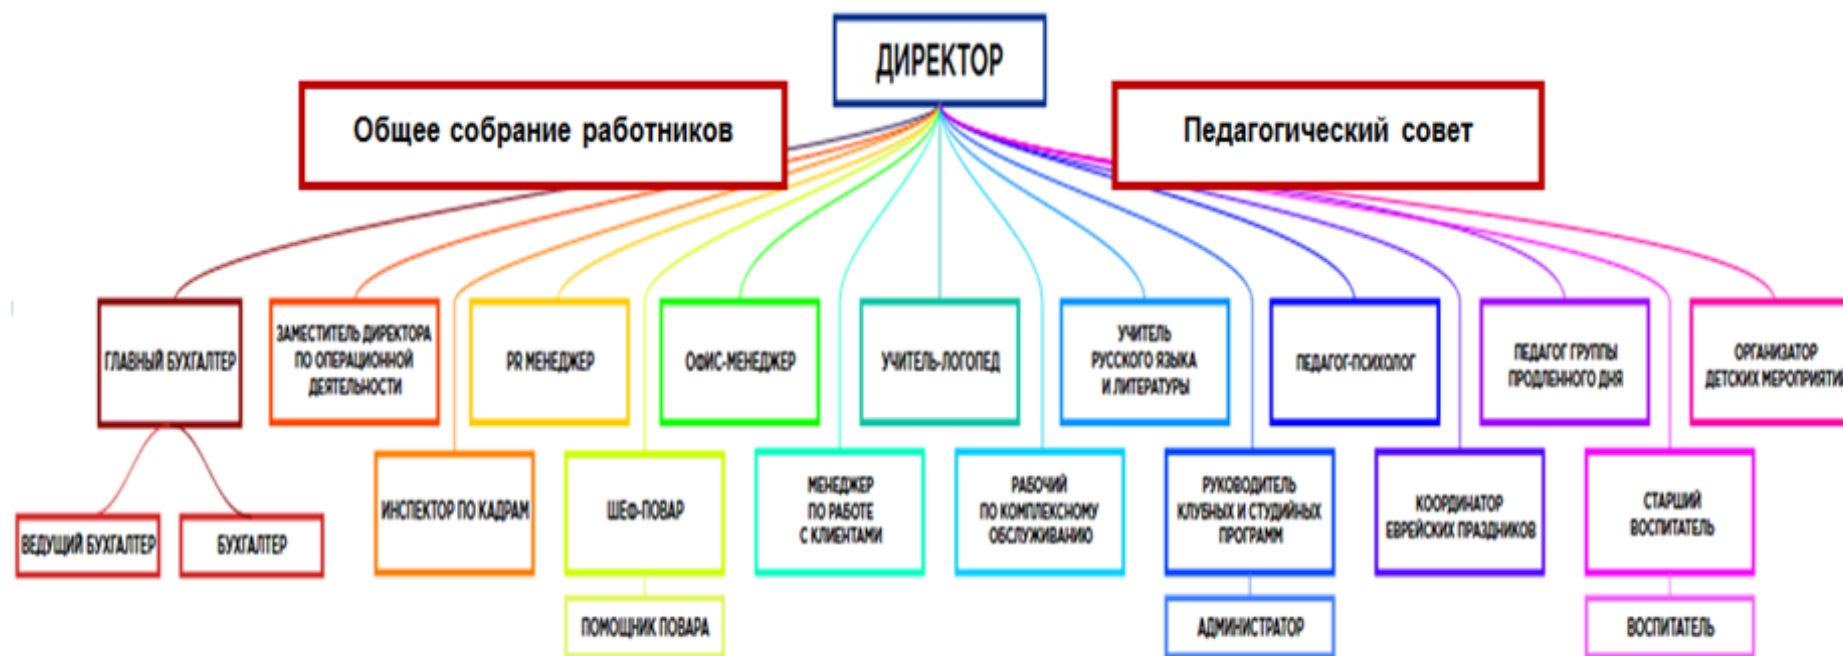 ДИРЕКТОР
Общее собрание работников
Педагогический совет
ГЛАВНЫЙ БУХГАЛТЕР
ЗАМЕСТИТЕЛЬ ДИРЕКТОРА
ПО ОПЕРАЦИОННОЙ
ДЕЯТЕЛЬНОСТИ
PR МЕНЕДЖЕР
ОФИС-МЕНЕДЖЕР
УЧИТЕЛЬ-ЛОГОПЕД
УЧИТЕЛЬ
РУССКОГО ЯЗЫКА
И ЛИТЕРАТУРЫ
ПЕДАГОГ-ПСИХОЛОГ
ПЕДАГОГ ГРУППЫ
ПРОДЛЕННОГО ДНЯ
ОРГАНИЗАТОР
ДЕТСКИХ МЕРОПРИЯТИЙ
ВЕДУЩИЙ БУХГАЛТЕР
БУХГАЛТЕР
ИНСПЕКТОР ПО КАДРАМ
ШЕФ-ПОВАР
МЕНЕДЖЕР
ПО РАБОТЕ
С КЛИЕНТАМИ
РАБОЧИЙ
ПО КОМПЛЕКСНОМУ
ОБСЛУЖИВАНИЮ
РУКОВОДИТЕЛЬ
КЛУБНЫХ И СТУДИЙНЫХ
ПРОГРАММ
КООРДИНАТОР
ЕВРЕЙСКИХ ПРАЗДНИКОВ
СТАРШИЙ
ВОСПИТАТЕЛЬ
ПОМОЩНИК ПОВАРА
АДМИНИСТРАТОР
ВОСПИТАТЕЛЬ